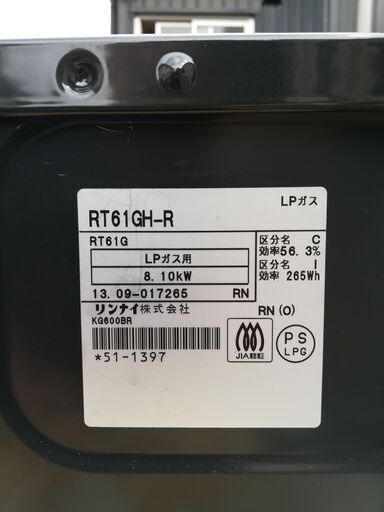 LPガス
RT61GH-R
RT61G
LPガス用
8.10kW
区分名 C
効率56.3%
区分名 I
効率 265Wh
13.09-017265 RN
リンナイ株式会社
RN(O)
KG600BR
*51-1397
JIA認証
PS
LPG